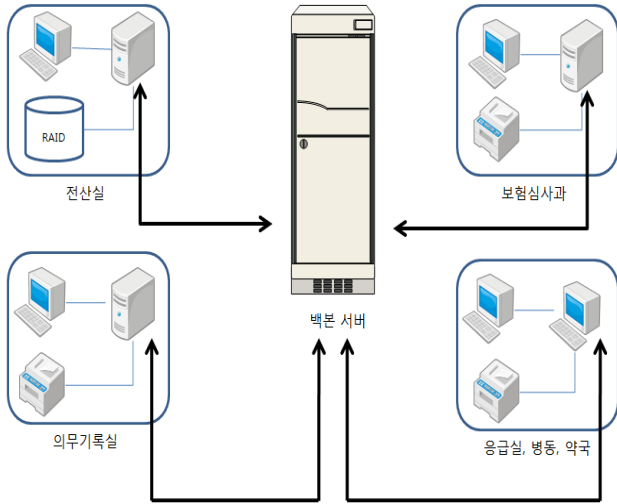 RAID
전산실
보험심사과
백본 서버
의무기록실
응급실, 병동, 약국